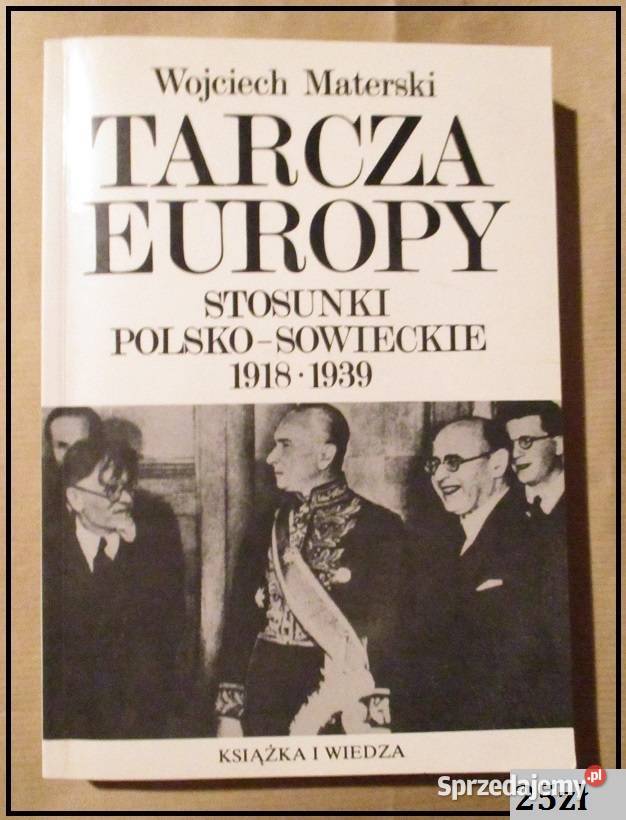 Wojciech Materski
TARCZA
EUROPY
STOSUNKI
POLSKO-SOWIECKIE
1918·1939
KSIĄŻKA I WIEDZA
Sprzedajemy.pl
25zł